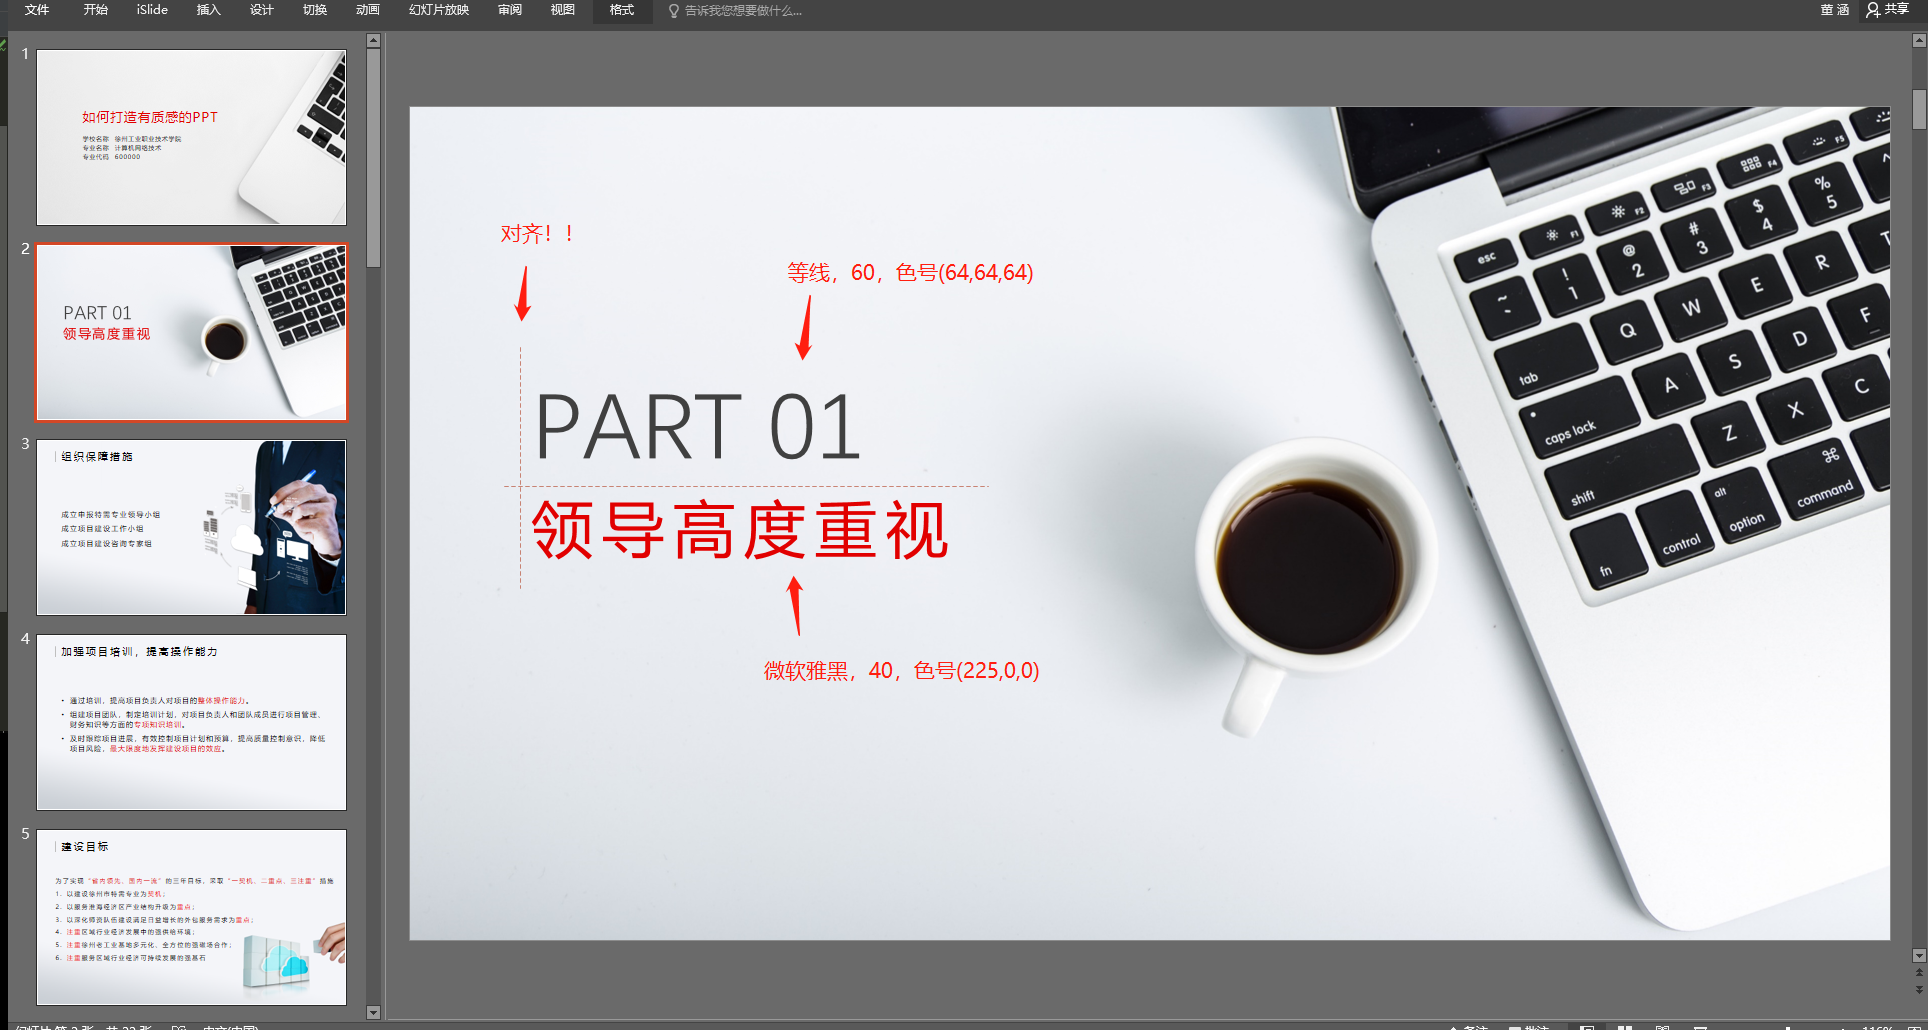 文件 开始 iSlide 插入 设计 切换 动画 幻灯片放映 审阅 视图 格式 告诉我您想要做什么... 董 涵 共享
1
如何打造有质感的PPT
学校名称 徐州工业职业技术学院
专业名称 计算机网络技术
专业代码 600000
2
PART 01
领导高度重视
3
组织保障措施
成立申报特需专业领导小组
成立项目建设工作小组
成立项目建设咨询专家组
4
加强项目培训，提高操作能力
• 通过培训，提高项目负责人对项目的整体操作能力。
• 组建项目团队，制定培训计划，对项目负责人和团队成员进行项目管理、
财务知识等方面的专项知识培训。
• 及时跟踪项目进展，有效控制项目计划和预算，提高质量控制意识，降低
项目风险，最大限度地发挥建设项目的效应。
5
建设目标
为了实现“省内领先、国内一流”的三年目标，采取“一契机、二重点、三注重”措施
1. 以建设徐州市特需专业为契机；
2. 以服务淮海经济区产业结构升级为重点；
3. 以深化师资队伍建设满足日益增长的外包服务需求为重点；
4. 注重区域行业经济发展中的强供给环境；
5. 注重徐州老工业基地多元化、全方位的强磁场合作；
6. 注重服务区域行业经济可持续发展的强基石
对齐！！
等线，60，色号(64,64,64)
PART 01
领导高度重视
微软雅黑，40，色号(225,0,0)
esc F1 F2 F3 F4 F5
~ ! 1 @ 2 # 3 $ 4 % 5 ^
tab Q W E R T
caps lock A S D F
shift Z X C
fn control alt option ⌘ command